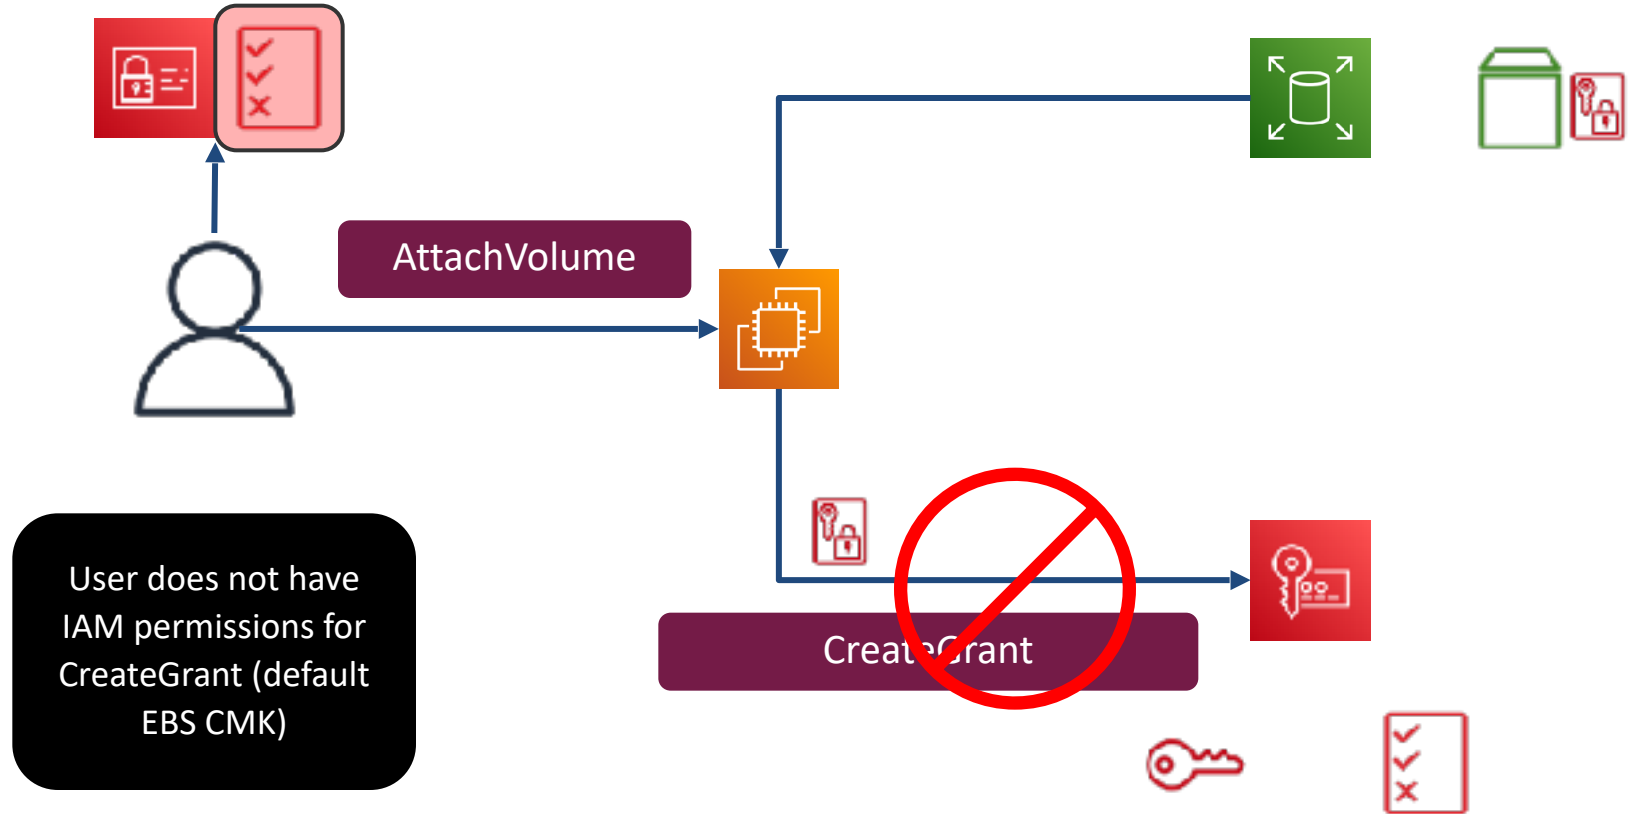 AttachVolume
User does not have
IAM permissions for
CreateGrant (default
EBS CMK)
CreateGrant